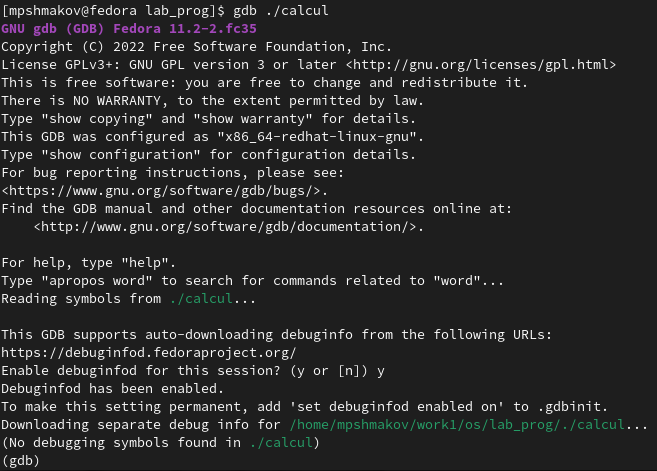 [mpshmakov@fedora lab_prog]$ gdb ./calcul
GNU gdb (GDB) Fedora 11.2-2.fc35
Copyright (C) 2022 Free Software Foundation, Inc.
License GPLv3+: GNU GPL version 3 or later <http://gnu.org/licenses/gpl.html>
This is free software: you are free to change and redistribute it.
There is NO WARRANTY, to the extent permitted by law.
Type "show copying" and "show warranty" for details.
This GDB was configured as "x86_64-redhat-linux-gnu".
Type "show configuration" for configuration details.
For bug reporting instructions, please see:
<https://www.gnu.org/software/gdb/bugs/>.
Find the GDB manual and other documentation resources online at:
    <http://www.gnu.org/software/gdb/documentation/>.

For help, type "help".
Type "apropos word" to search for commands related to "word"...
Reading symbols from ./calcul...

This GDB supports auto-downloading debuginfo from the following URLs:
https://debuginfod.fedoraproject.org/
Enable debuginfod for this session? (y or [n]) y
Debuginfod has been enabled.
To make this setting permanent, add 'set debuginfod enabled on' to .gdbinit.
Downloading separate debug info for /home/mpshmakov/work1/os/lab_prog/./calcul...
(No debugging symbols found in ./calcul)
(gdb)